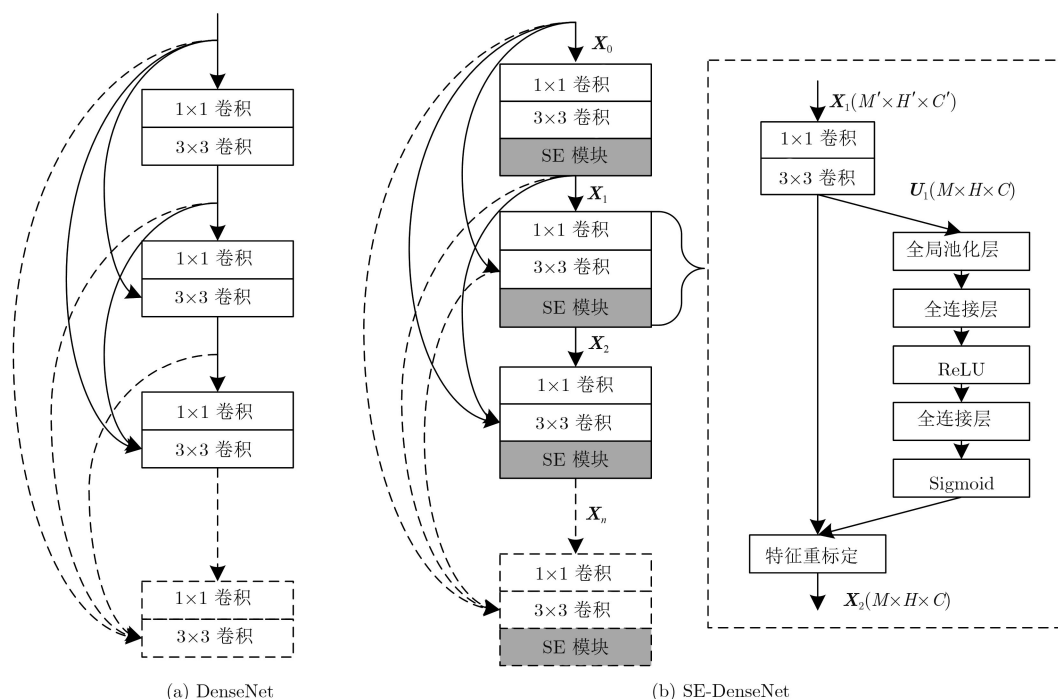 1×1 卷积
3×3 卷积
1×1 卷积
3×3 卷积
1×1 卷积
3×3 卷积
1×1 卷积
3×3 卷积
(a) DenseNet
X₀
1×1 卷积
3×3 卷积
SE 模块
X₁
1×1 卷积
3×3 卷积
SE 模块
X₂
1×1 卷积
3×3 卷积
SE 模块
Xₙ
1×1 卷积
3×3 卷积
SE 模块
X₁(M′×H′×C′)
1×1 卷积
3×3 卷积
U₁(M×H×C)
全局池化层
全连接层
ReLU
全连接层
Sigmoid
特征重标定
X₂(M×H×C)
(b) SE-DenseNet